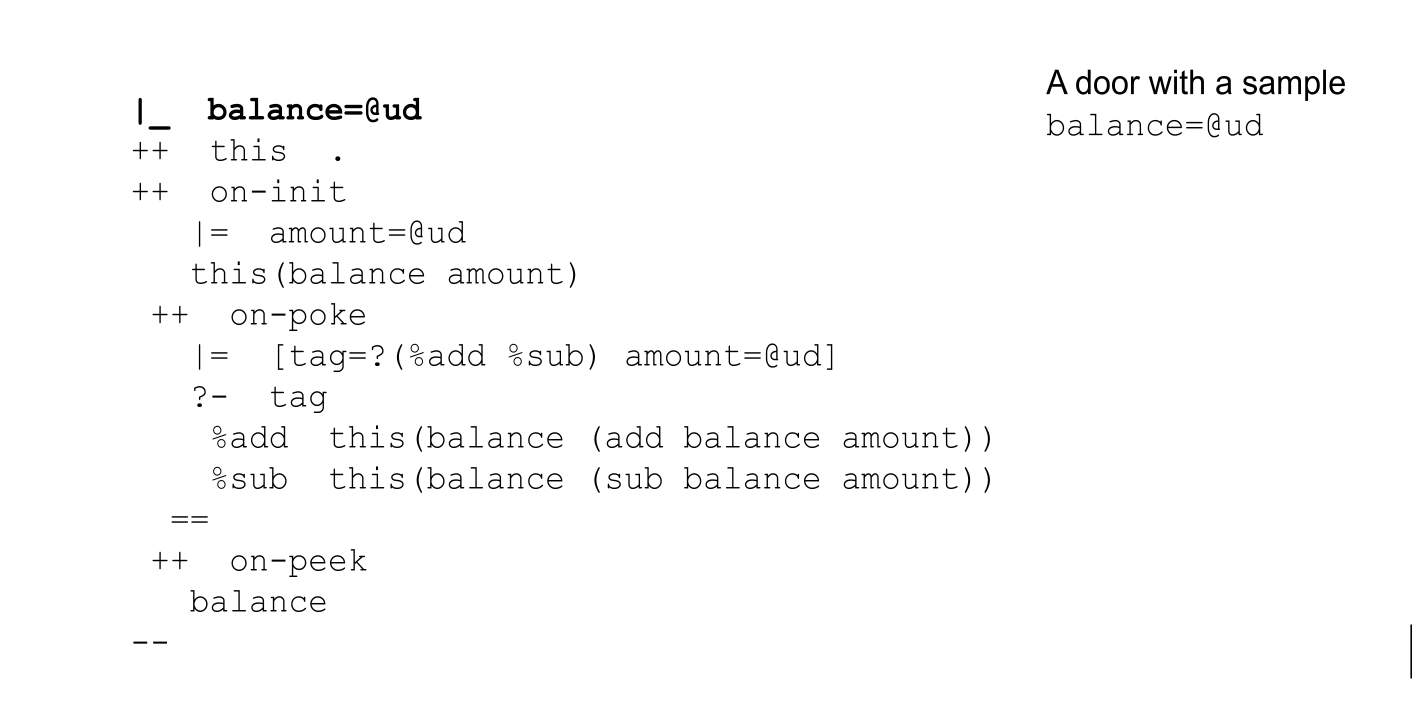 |_  balance=@ud
++  this  .
++  on-init
   |=  amount=@ud
   this(balance amount)
 ++  on-poke
   |=  [tag=?(%add %sub) amount=@ud]
   ?-  tag
    %add  this(balance (add balance amount))
    %sub  this(balance (sub balance amount))
  ==
 ++  on-peek
   balance
--
A door with a sample
balance=@ud